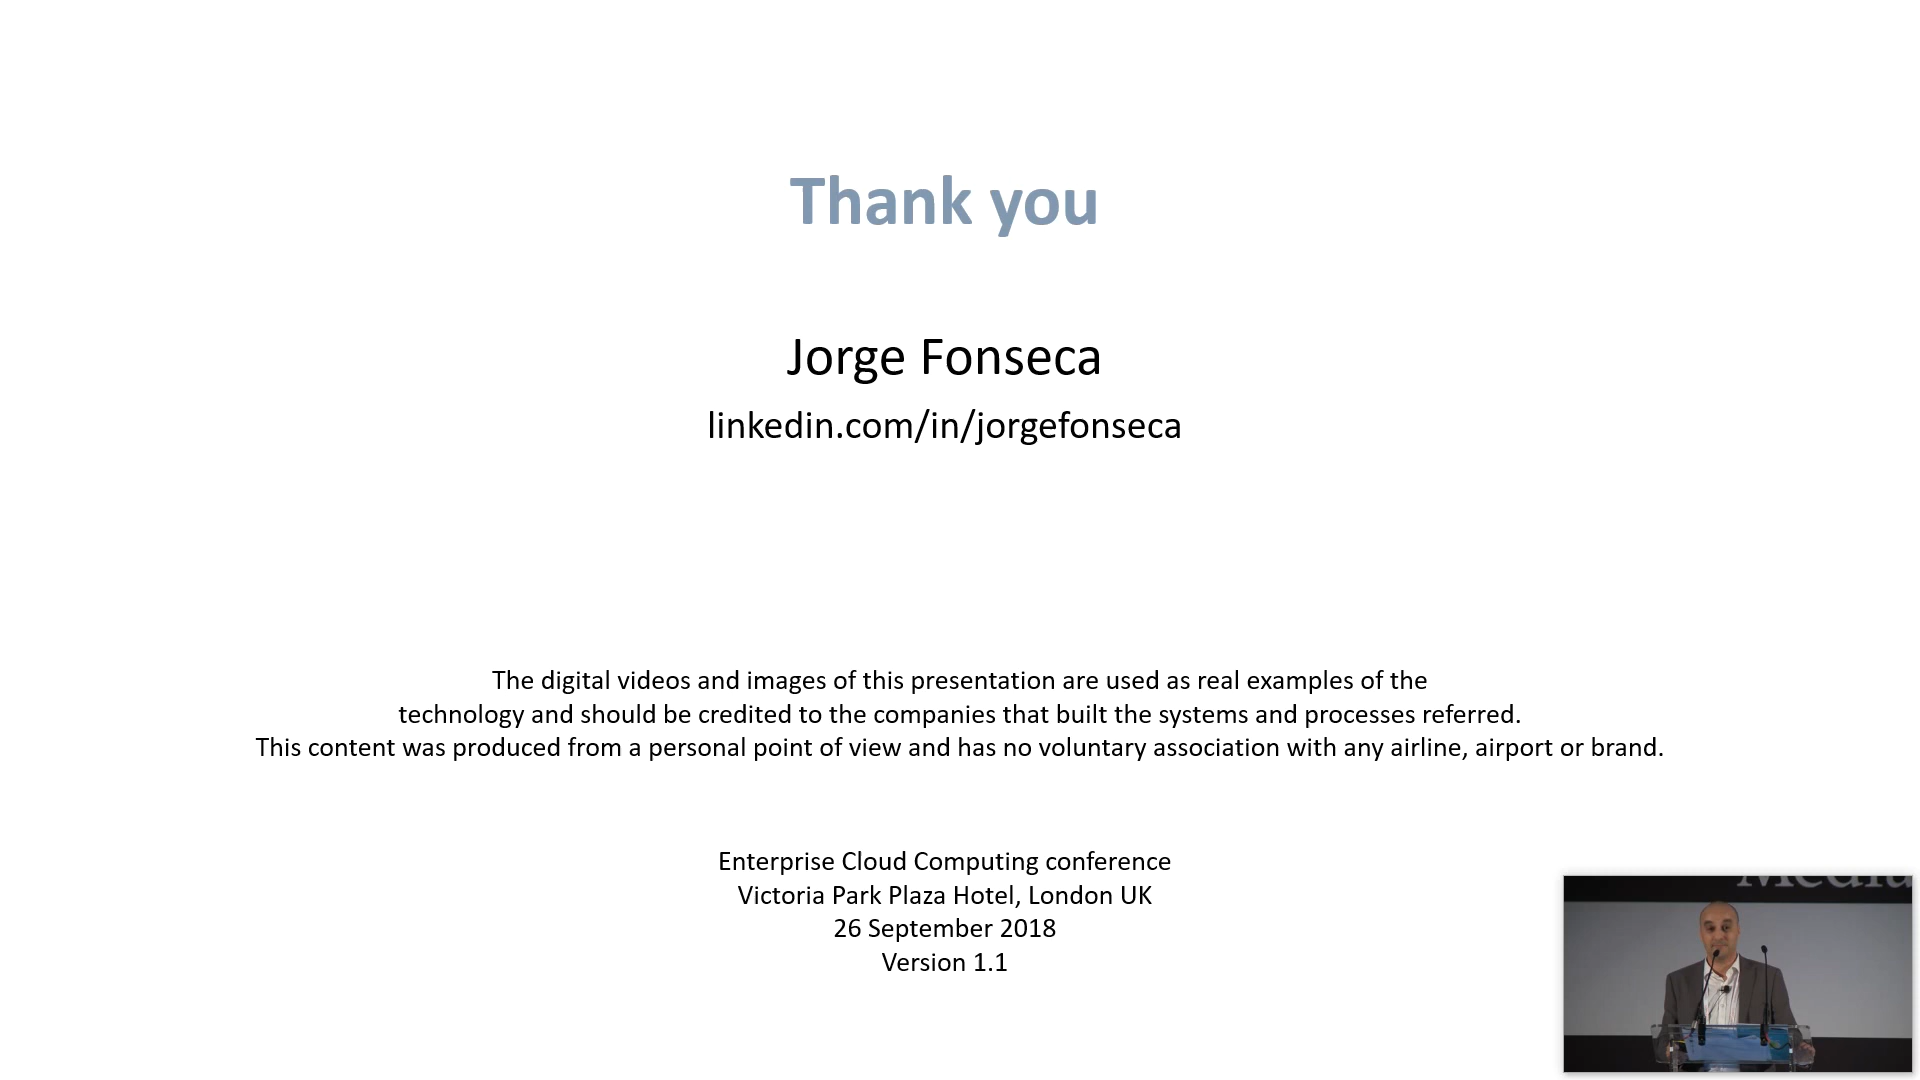 Thank you
Jorge Fonseca
linkedin.com/in/jorgefonseca
The digital videos and images of this presentation are used as real examples of the
technology and should be credited to the companies that built the systems and processes referred.
This content was produced from a personal point of view and has no voluntary association with any airline, airport or brand.
Enterprise Cloud Computing conference
Victoria Park Plaza Hotel, London UK
26 September 2018
Version 1.1